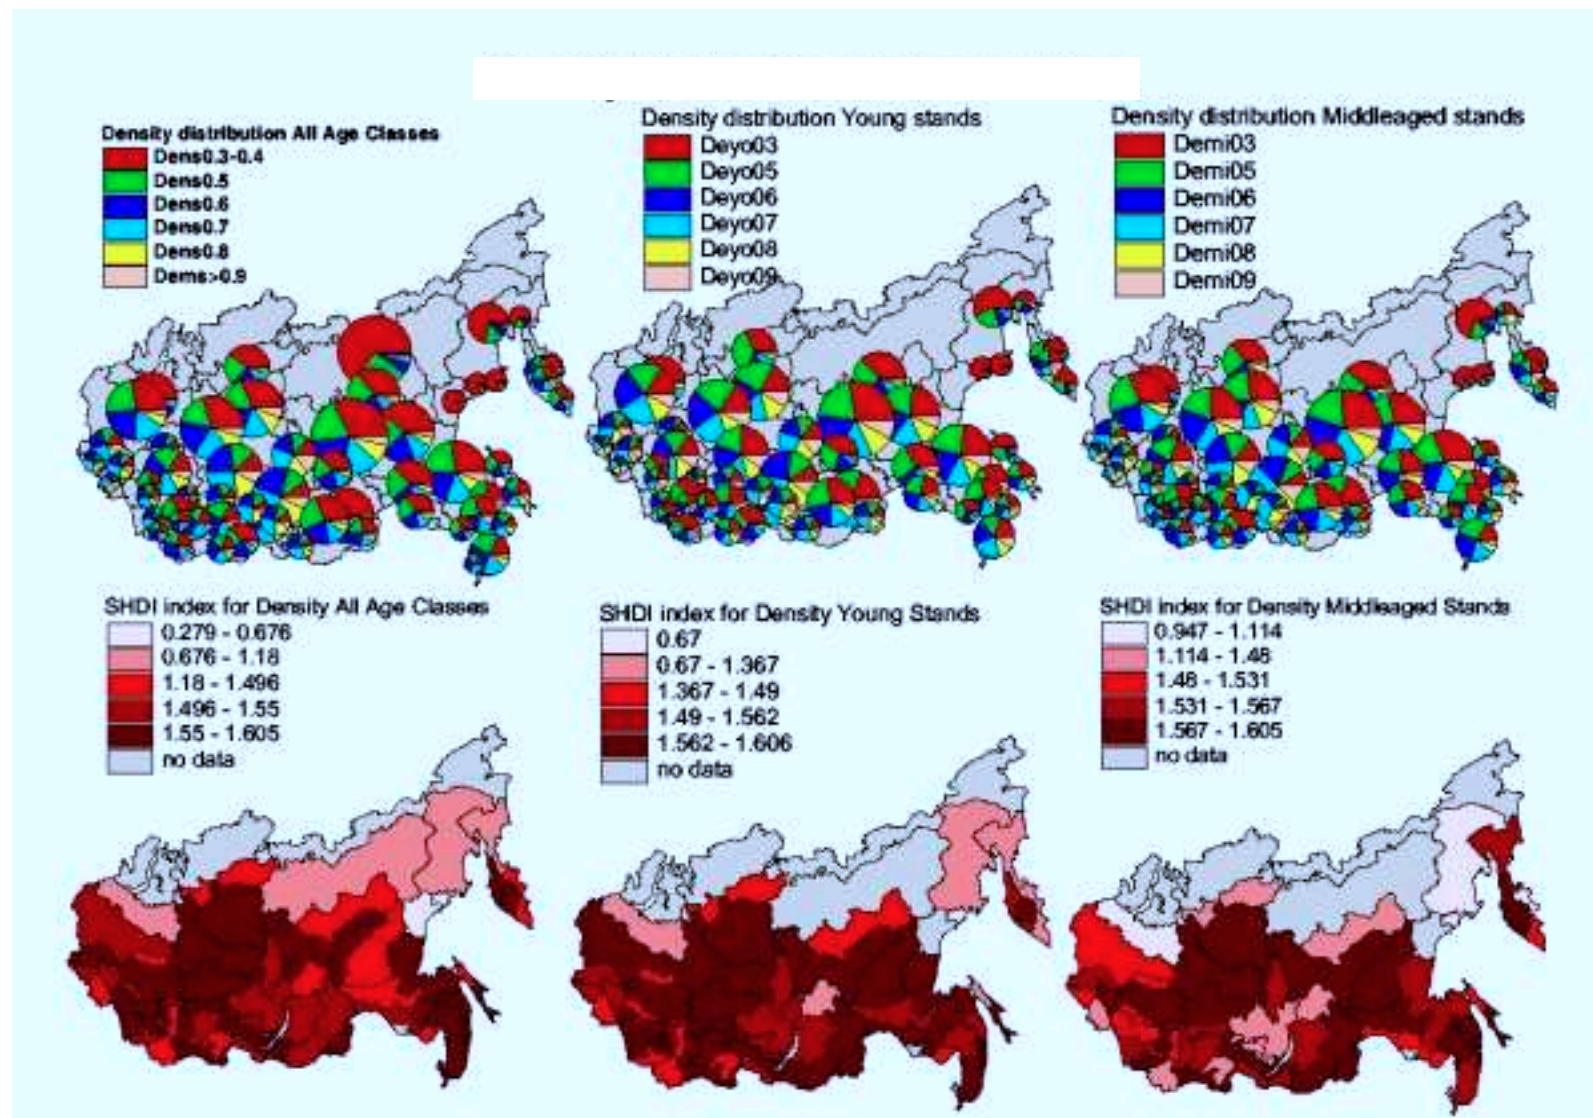 Density distribution All Age Classes
Dens0.3-0.4
Dens0.5
Dens0.6
Dens0.7
Dens0.8
Dems>0.9
Density distribution Young stands
Deyo03
Deyo05
Deyo06
Deyo07
Deyo08
Deyo09
Density distribution Middleaged stands
Demi03
Demi05
Demi06
Demi07
Demi08
Demi09
SHDI index for Density All Age Classes
0.279 - 0.676
0.676 - 1.18
1.18 - 1.496
1.496 - 1.55
1.55 - 1.605
no data
SHDI index for Density Young Stands
0.67
0.67 - 1.367
1.367 - 1.49
1.49 - 1.562
1.562 - 1.606
no data
SHDI index for Density Middleaged Stands
0.947 - 1.114
1.114 - 1.48
1.48 - 1.531
1.531 - 1.567
1.567 - 1.605
no data